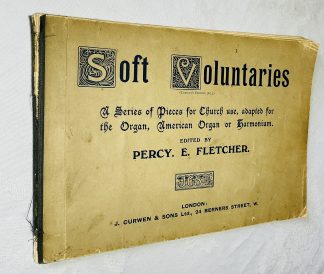 Soft Voluntaries
A Series of Pieces for Church use, adapted for
the Organ, American Organ or Harmonium.
EDITED BY
PERCY. E. FLETCHER.
LONDON:
J. CURWEN & SONS Ltd., 24 BERNERS STREET, W.